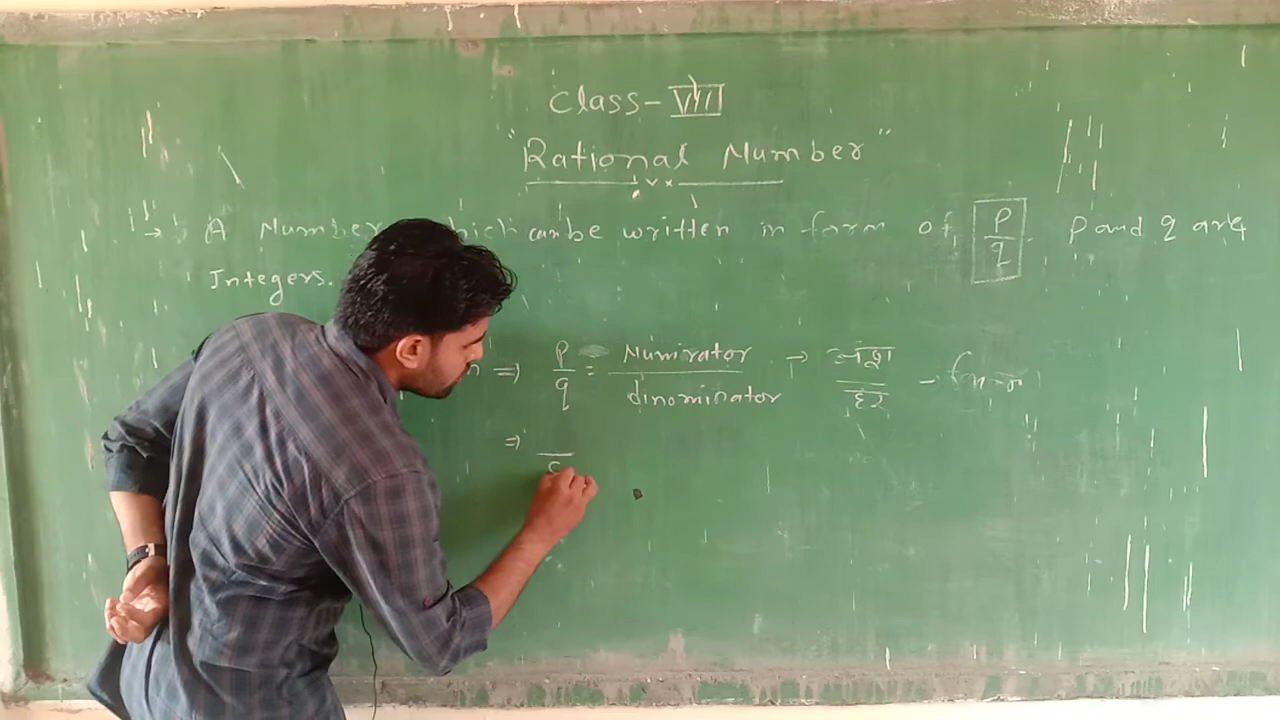 Class - VIII
"Rational Number"
→ A Number which can be written in form of p/q. p and q are
Integers.
⇒ p/q = Numirator / dinominator → अंश / हर -
⇒